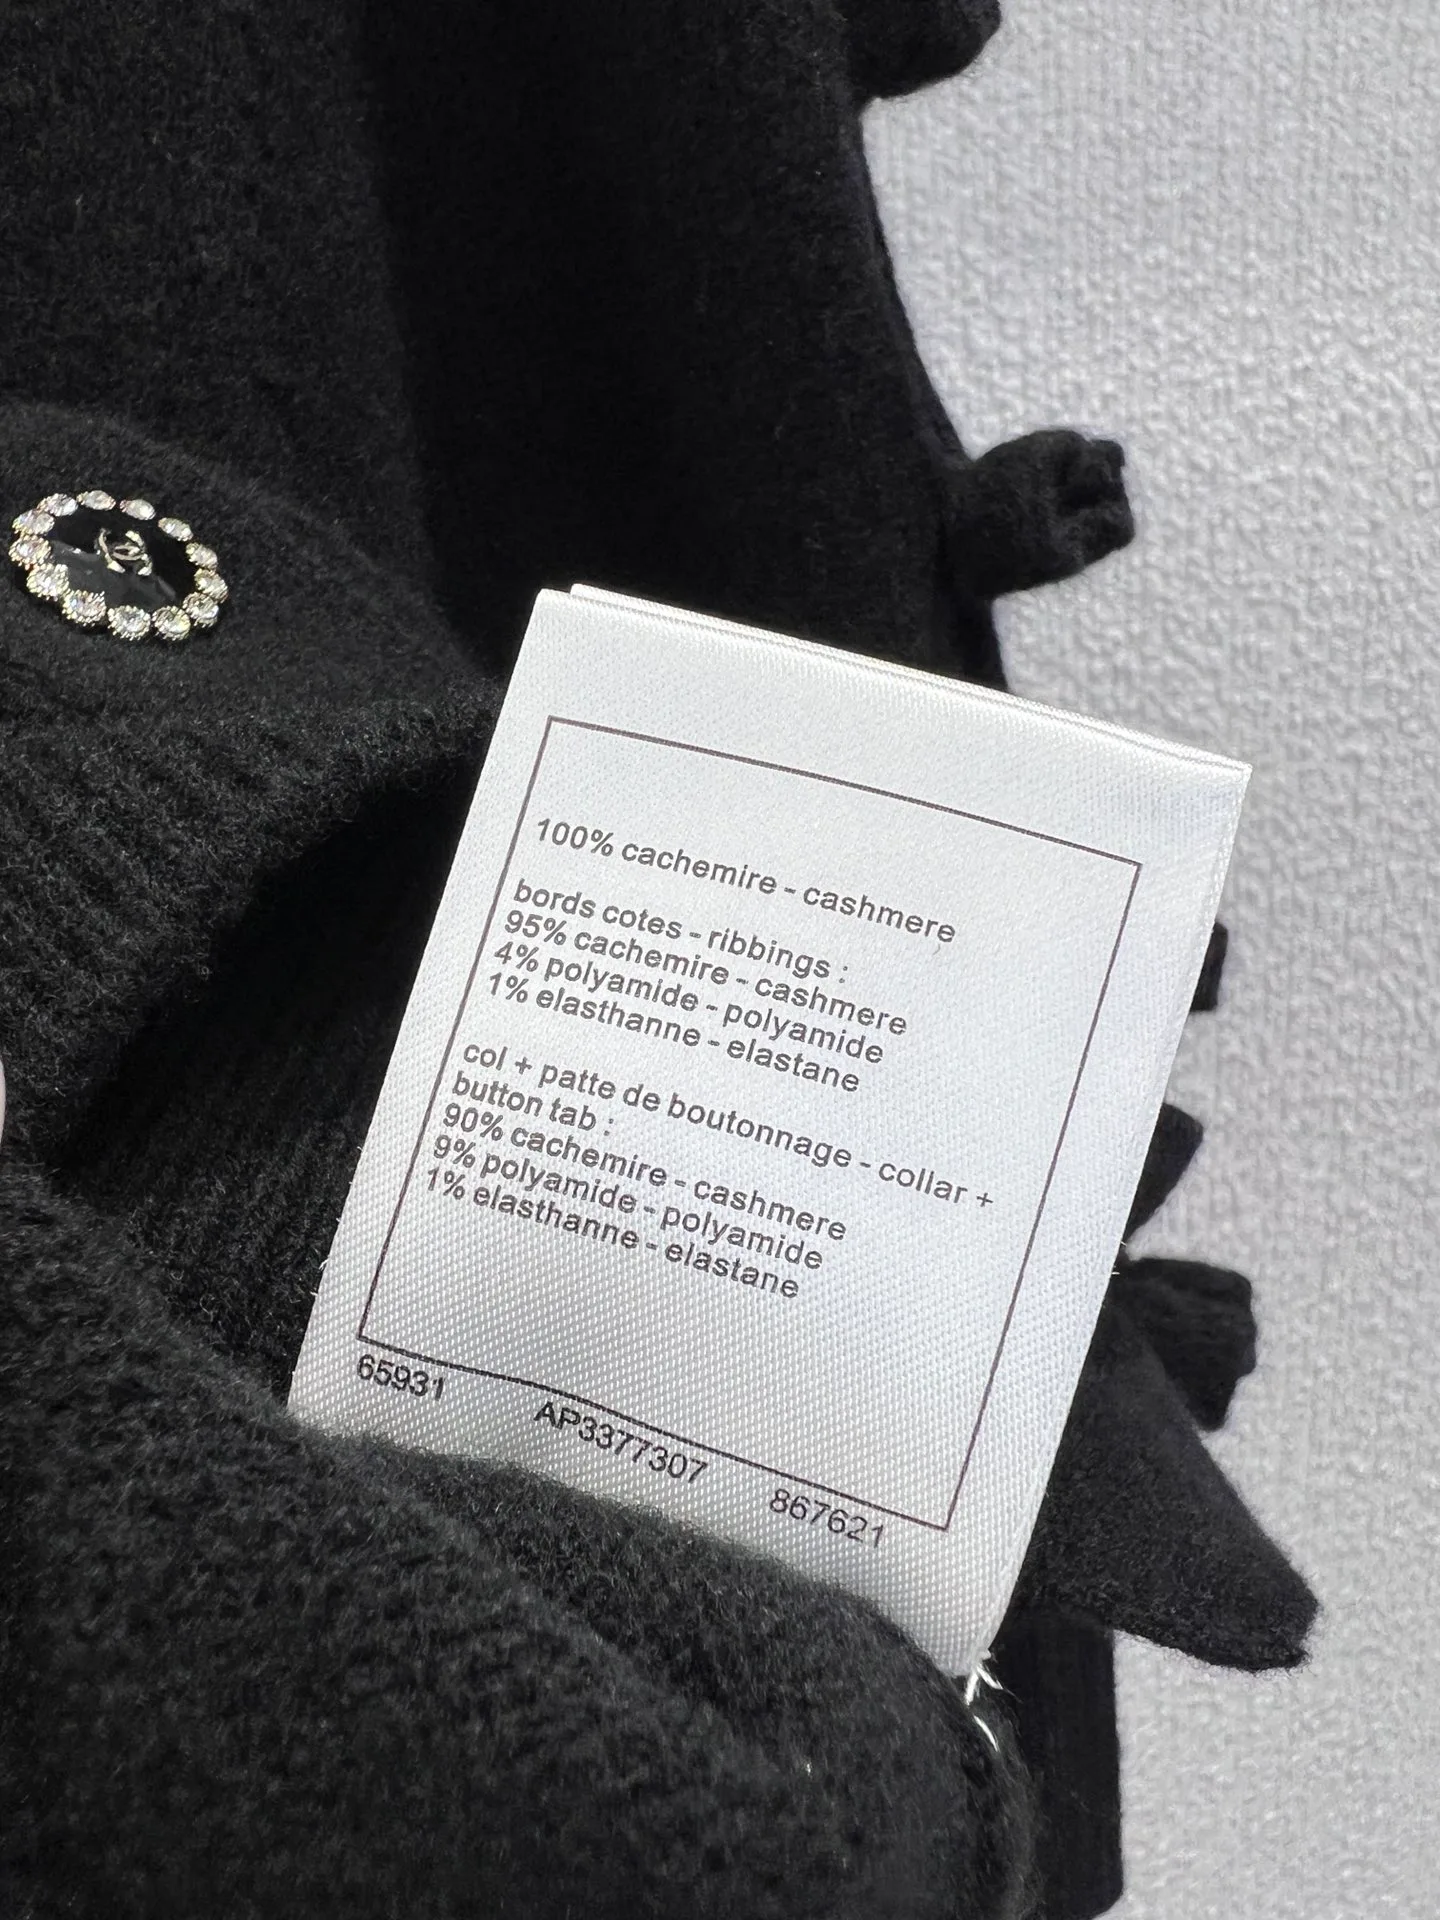 100% cachemire - cashmere
bords cotes - ribbings :
95% cachemire - cashmere
4% polyamide - polyamide
1% elasthanne - elastane
col + patte de boutonnage - collar +
button tab :
90% cachemire - cashmere
9% polyamide - polyamide
1% elasthanne - elastane
65931 AP3377307 867621